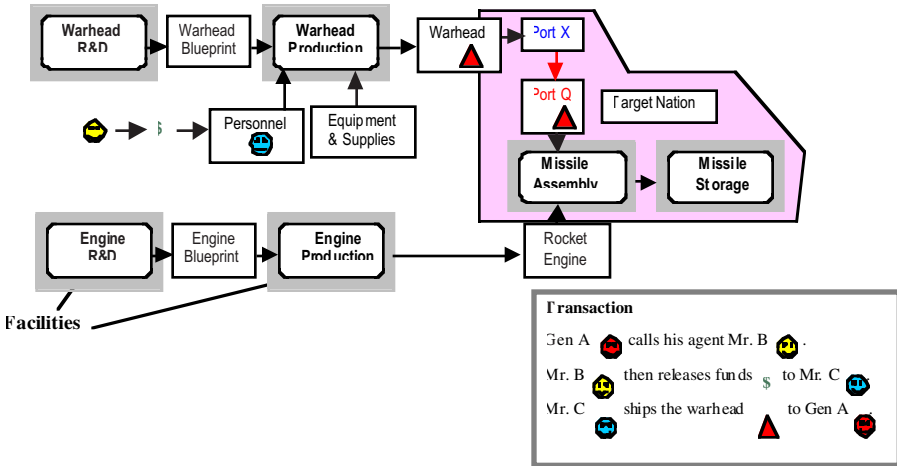 Warhead
R&D
Warhead
Blueprint
Warhead
Production
Warhead
Port X
Port Q
Target Nation
$
Personnel
Equipment
& Supplies
Missile
Assembly
Missile
Storage
Engine
R&D
Engine
Blueprint
Engine
Production
Rocket
Engine
Facilities
Transaction
Gen A calls his agent Mr. B .
Mr. B then releases funds $ to Mr. C .
Mr. C ships the warhead to Gen A .